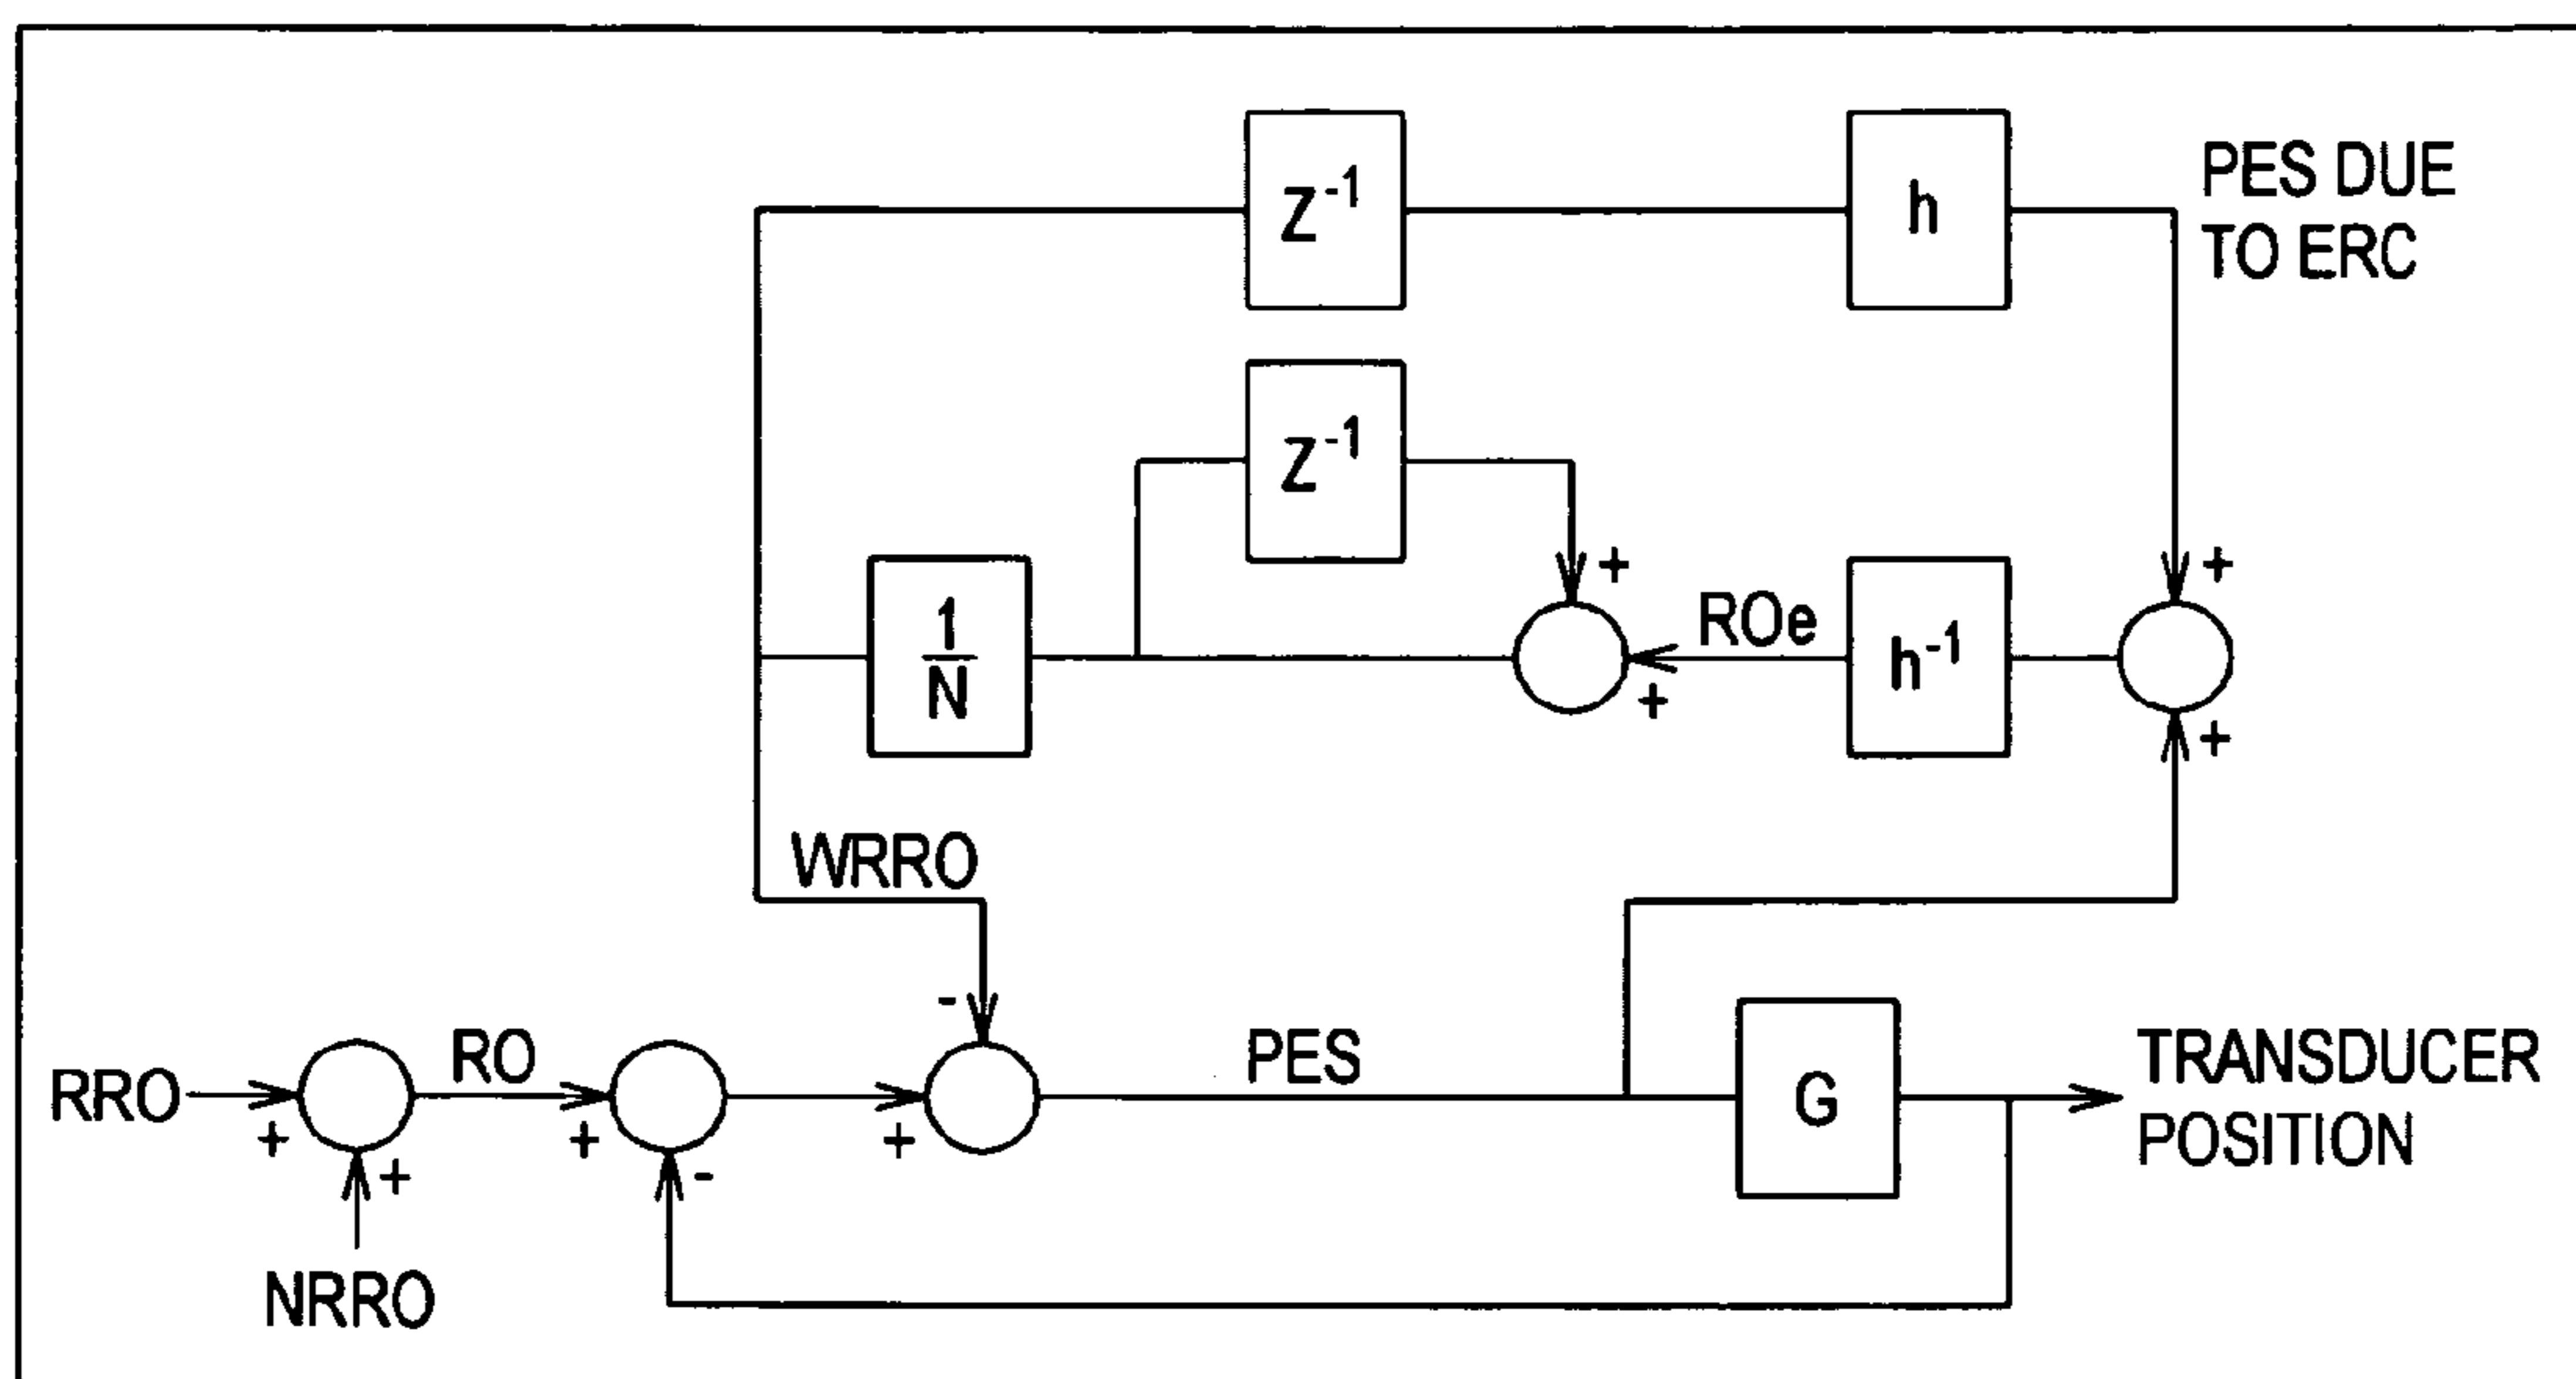 Z⁻¹
h
PES DUE
TO ERC
Z⁻¹
+
+
1
N
ROe
h⁻¹
+
+
WRRO
-
RRO
RO
PES
G
TRANSDUCER
POSITION
+
+
+
-
+
NRRO